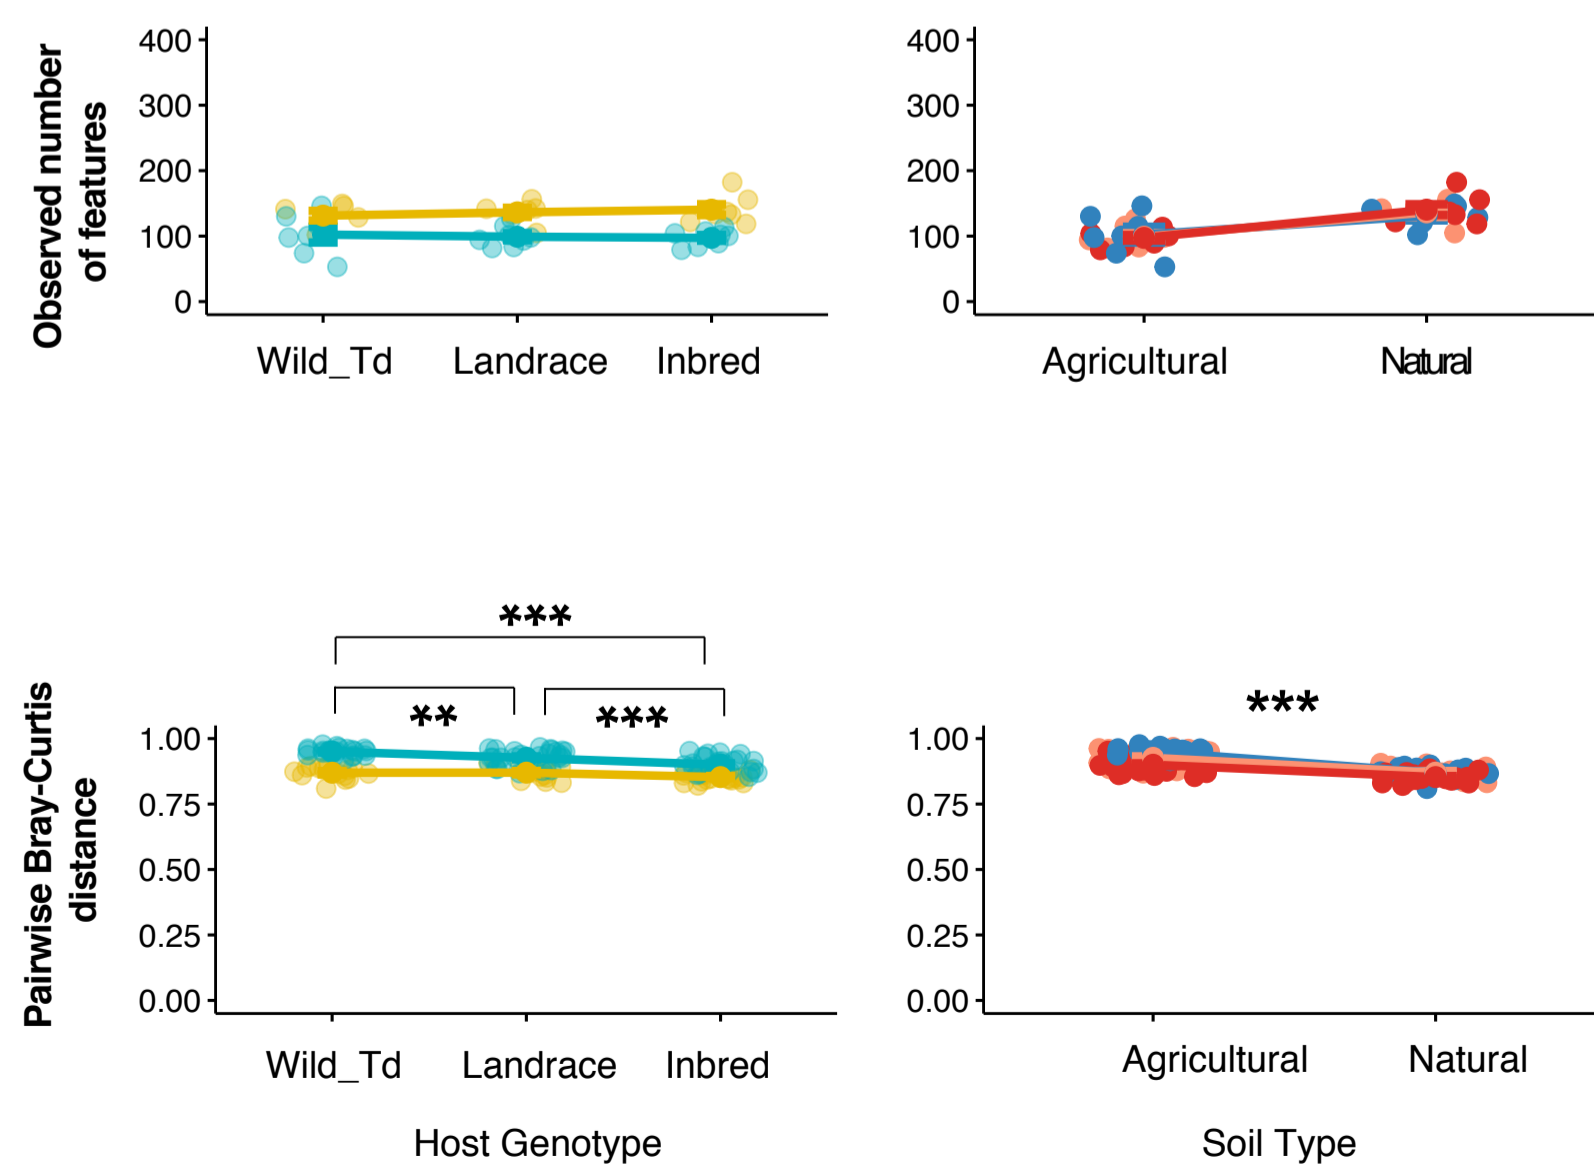 Observed number
of features
400
300
200
100
0
Wild_Td Landrace Inbred
400
300
200
100
0
Agricultural Natural
Pairwise Bray-Curtis
distance
***
** ***
1.00
0.75
0.50
0.25
0.00
Wild_Td Landrace Inbred
Host Genotype
***
1.00
0.75
0.50
0.25
0.00
Agricultural Natural
Soil Type